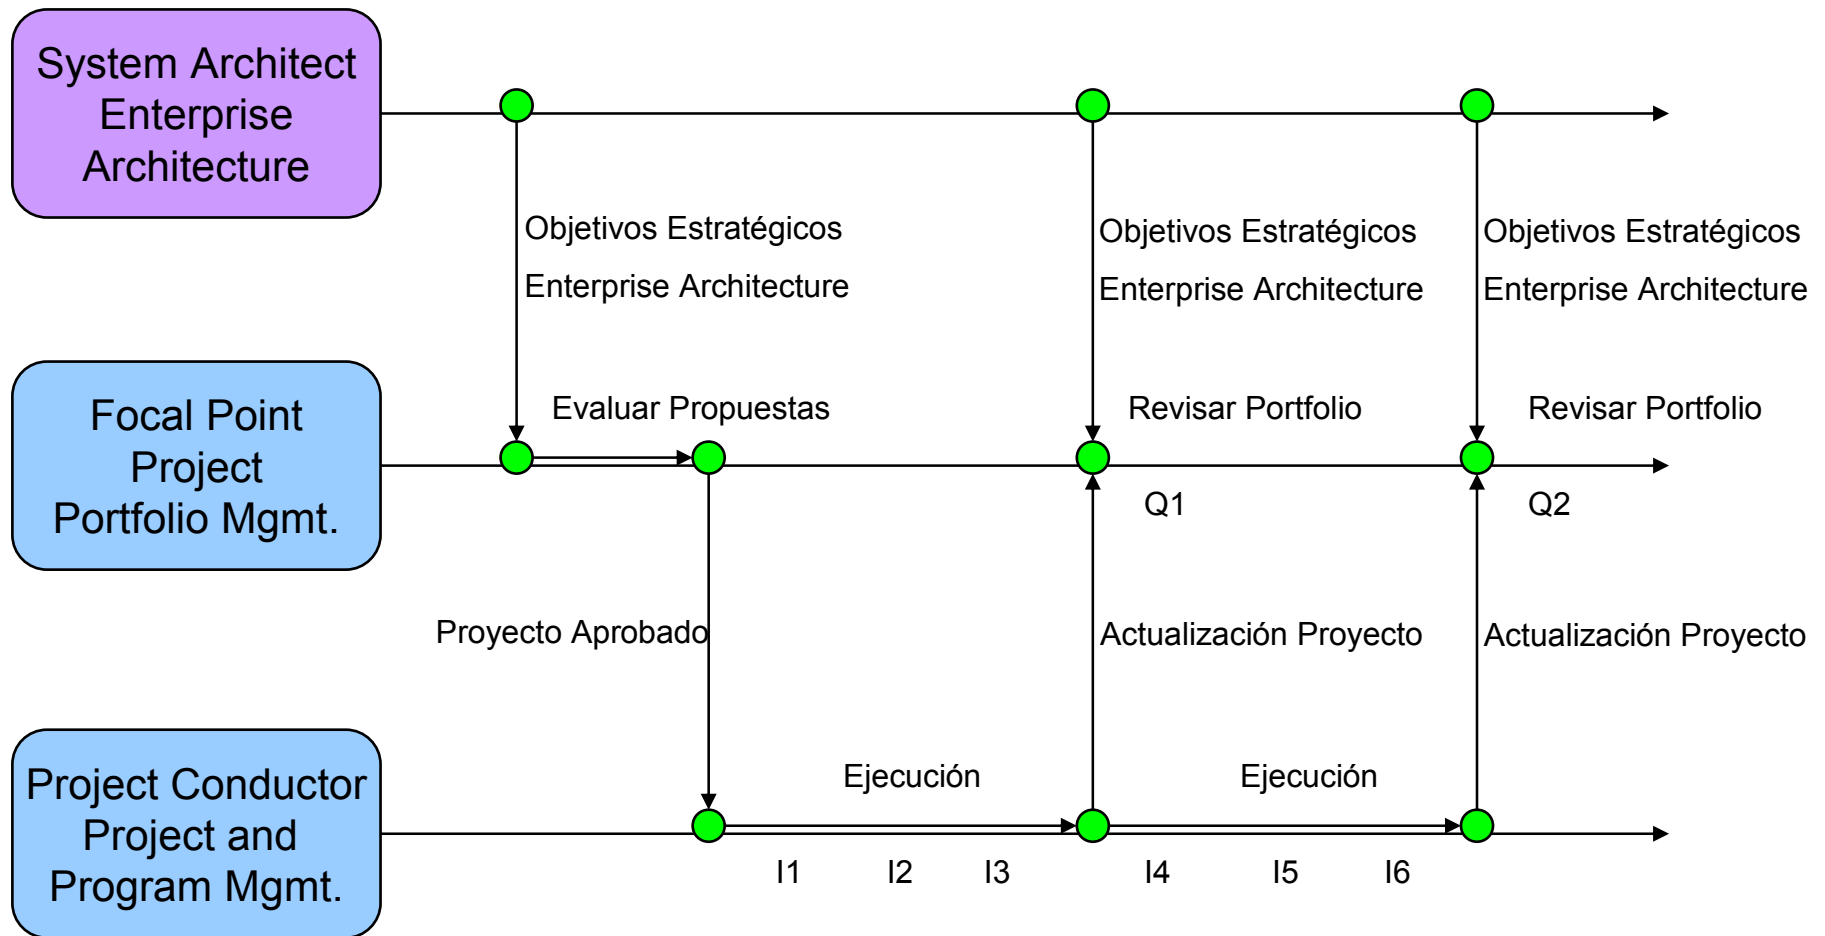 System Architect
Enterprise
Architecture
Objetivos Estratégicos
Enterprise Architecture
Objetivos Estratégicos
Enterprise Architecture
Objetivos Estratégicos
Enterprise Architecture
Focal Point
Project
Portfolio Mgmt.
Evaluar Propuestas
Revisar Portfolio
Revisar Portfolio
Q1
Q2
Proyecto Aprobado
Actualización Proyecto
Actualización Proyecto
Project Conductor
Project and
Program Mgmt.
Ejecución
Ejecución
I1 I2 I3 I4 I5 I6